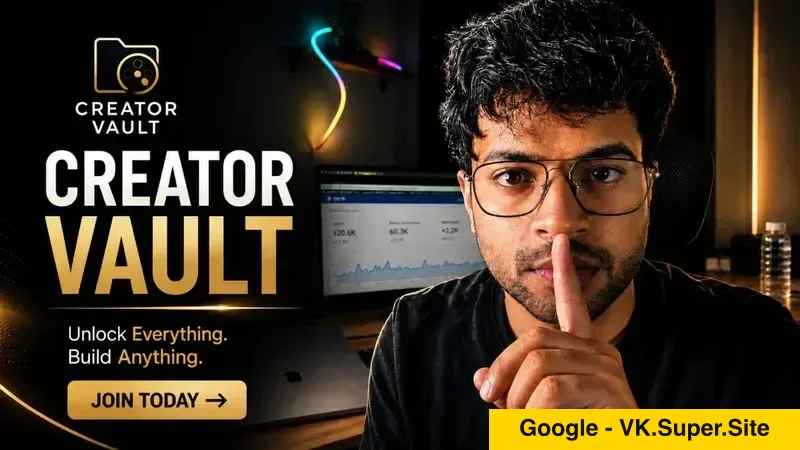 CREATOR
VAULT
CREATOR
VAULT
Unlock Everything.
Build Anything.
JOIN TODAY →
120.6K
60.3K
+3.2K
Google - VK.Super.Site